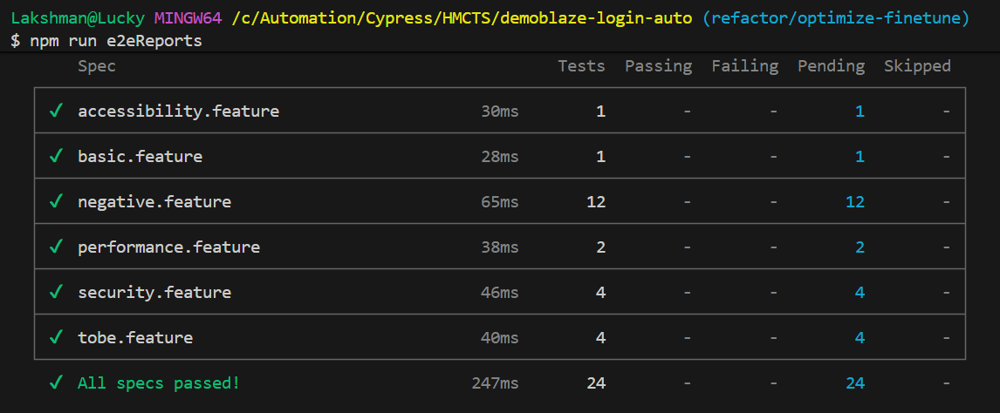 Lakshman@Lucky MINGW64 /c/Automation/Cypress/HMCTS/demoblaze-login-auto (refactor/optimize-finetune)
$ npm run e2eReports
Spec Tests Passing Failing Pending Skipped
✓ accessibility.feature 30ms 1 - - 1 -
✓ basic.feature 28ms 1 - - 1 -
✓ negative.feature 65ms 12 - - 12 -
✓ performance.feature 38ms 2 - - 2 -
✓ security.feature 46ms 4 - - 4 -
✓ tobe.feature 40ms 4 - - 4 -
✓ All specs passed! 247ms 24 - - 24 -